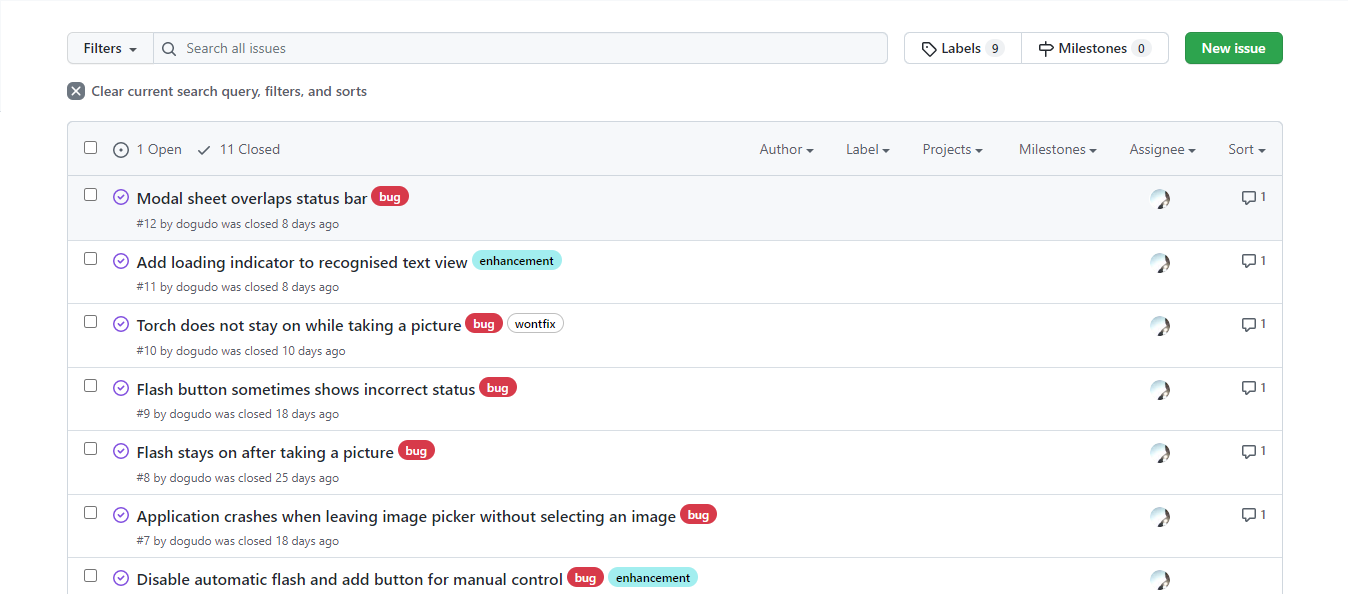 Filters Search all issues Labels 9 Milestones 0 New issue
Clear current search query, filters, and sorts
1 Open 11 Closed Author Label Projects Milestones Assignee Sort
Modal sheet overlaps status bar bug 1
#12 by dogudo was closed 8 days ago
Add loading indicator to recognised text view enhancement 1
#11 by dogudo was closed 8 days ago
Torch does not stay on while taking a picture bug wontfix 1
#10 by dogudo was closed 10 days ago
Flash button sometimes shows incorrect status bug 1
#9 by dogudo was closed 18 days ago
Flash stays on after taking a picture bug 1
#8 by dogudo was closed 25 days ago
Application crashes when leaving image picker without selecting an image bug 1
#7 by dogudo was closed 18 days ago
Disable automatic flash and add button for manual control bug enhancement